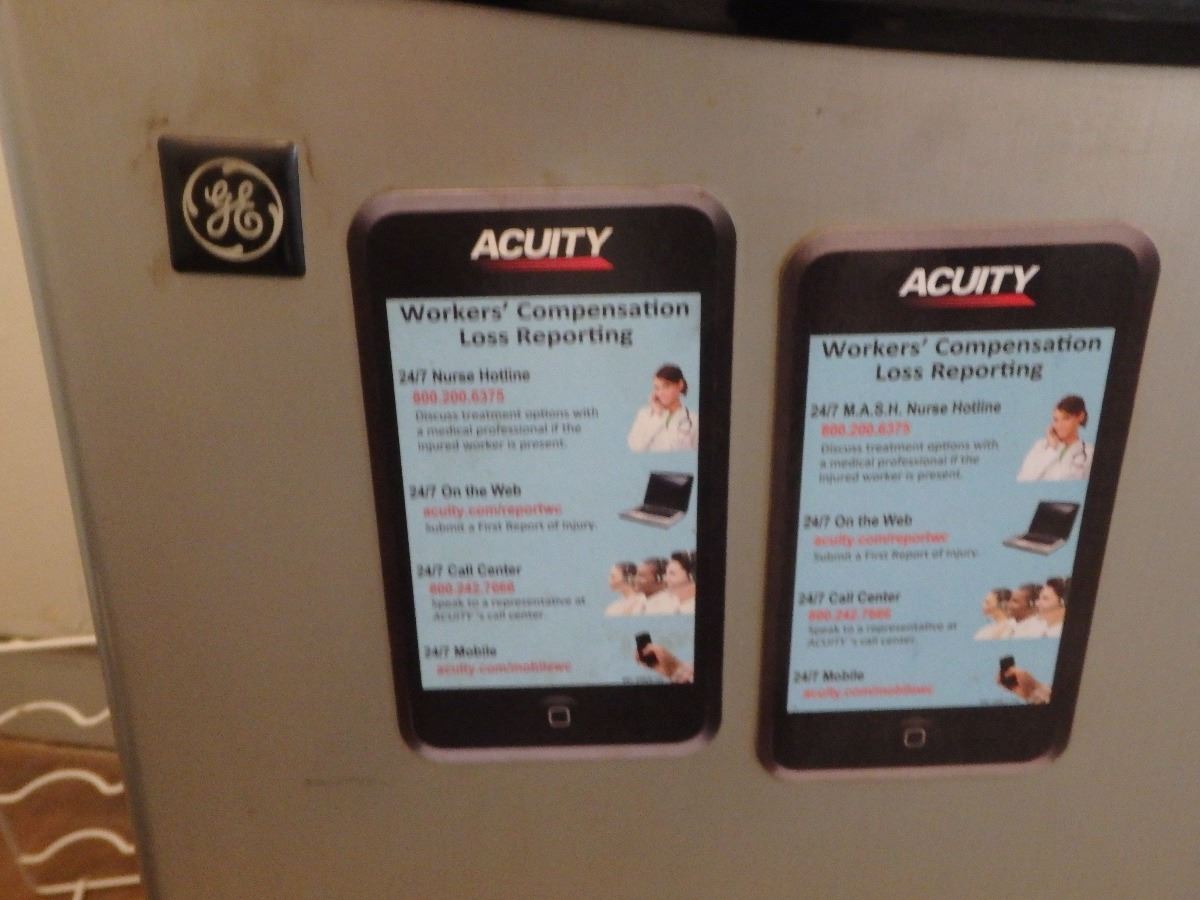 GE
ACUITY
Workers' Compensation
Loss Reporting
24/7 Nurse Hotline
800.200.6375
Discuss treatment options with
a medical professional if the
injured worker is present.
24/7 On the Web
acuity.com/reportwc
Submit a First Report of Injury.
24/7 Call Center
800.242.7666
Speak to a representative at
ACUITY's call center.
24/7 Mobile
acuity.com/mobilewc
ACUITY
Workers' Compensation
Loss Reporting
24/7 M.A.S.H. Nurse Hotline
800.200.6375
Discuss treatment options with
a medical professional if the
injured worker is present.
24/7 On the Web
acuity.com/reportwc
Submit a First Report of Injury.
24/7 Call Center
800.242.7666
Speak to a representative at
ACUITY's call center.
24/7 Mobile
acuity.com/mobilewc